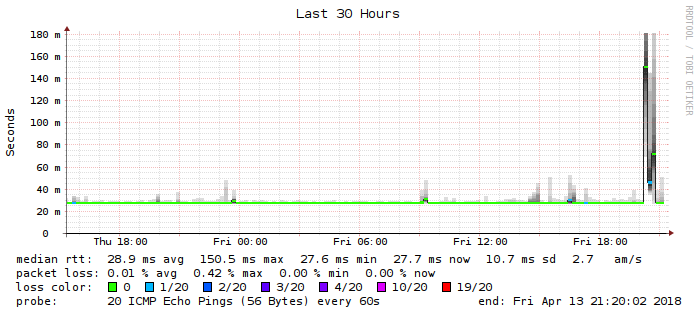 Last 30 Hours
RRDTOOL / TOBI OETIKER
Seconds
180 m
160 m
140 m
120 m
100 m
80 m
60 m
40 m
20 m
0
Thu 18:00 Fri 00:00 Fri 06:00 Fri 12:00 Fri 18:00
median rtt: 28.9 ms avg 150.5 ms max 27.6 ms min 27.7 ms now 10.7 ms sd 2.7 am/s
packet loss: 0.01 % avg 0.42 % max 0.00 % min 0.00 % now
loss color: 0 1/20 2/20 3/20 4/20 10/20 19/20
probe: 20 ICMP Echo Pings (56 Bytes) every 60s end: Fri Apr 13 21:20:02 2018